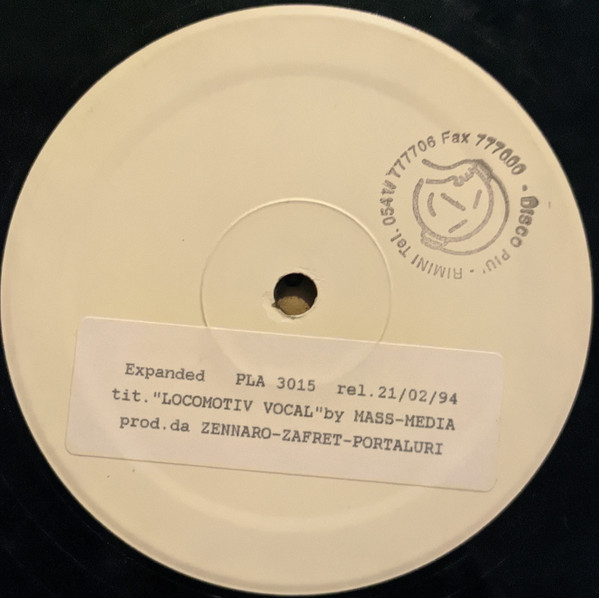 RIMINI Tel. 0541/777706 Fax 777000 - DISCO PIU' -
Expanded PLA 3015 rel.21/02/94
tit."LOCOMOTIV VOCAL"by MASS-MEDIA
prod.da ZENNARO-ZAFRET-PORTALURI